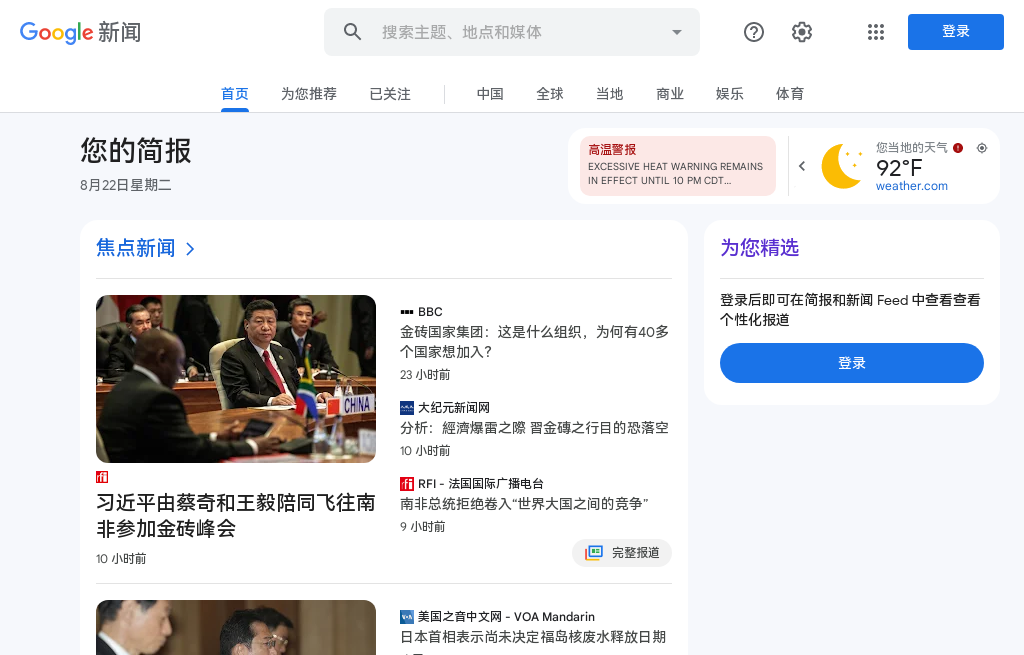 Google 新闻
搜索主题、地点和媒体
登录
首页
为您推荐
已关注
中国
全球
当地
商业
娱乐
体育
您的简报
8月22日星期二
高温警报
EXCESSIVE HEAT WARNING REMAINS
IN EFFECT UNTIL 10 PM CDT...
您当地的天气
92°F
weather.com
焦点新闻
CHINA
习近平由蔡奇和王毅陪同飞往南
非参加金砖峰会
10 小时前
BBC
金砖国家集团：这是什么组织，为何有40多
个国家想加入？
23 小时前
大纪元新闻网
分析：經濟爆雷之際 習金磚之行目的恐落空
10 小时前
RFI - 法国国际广播电台
南非总统拒绝卷入“世界大国之间的竞争”
9 小时前
完整报道
美国之音中文网 - VOA Mandarin
日本首相表示尚未决定福岛核废水释放日期
为您精选
登录后即可在简报和新闻 Feed 中查看查看
个性化报道
登录